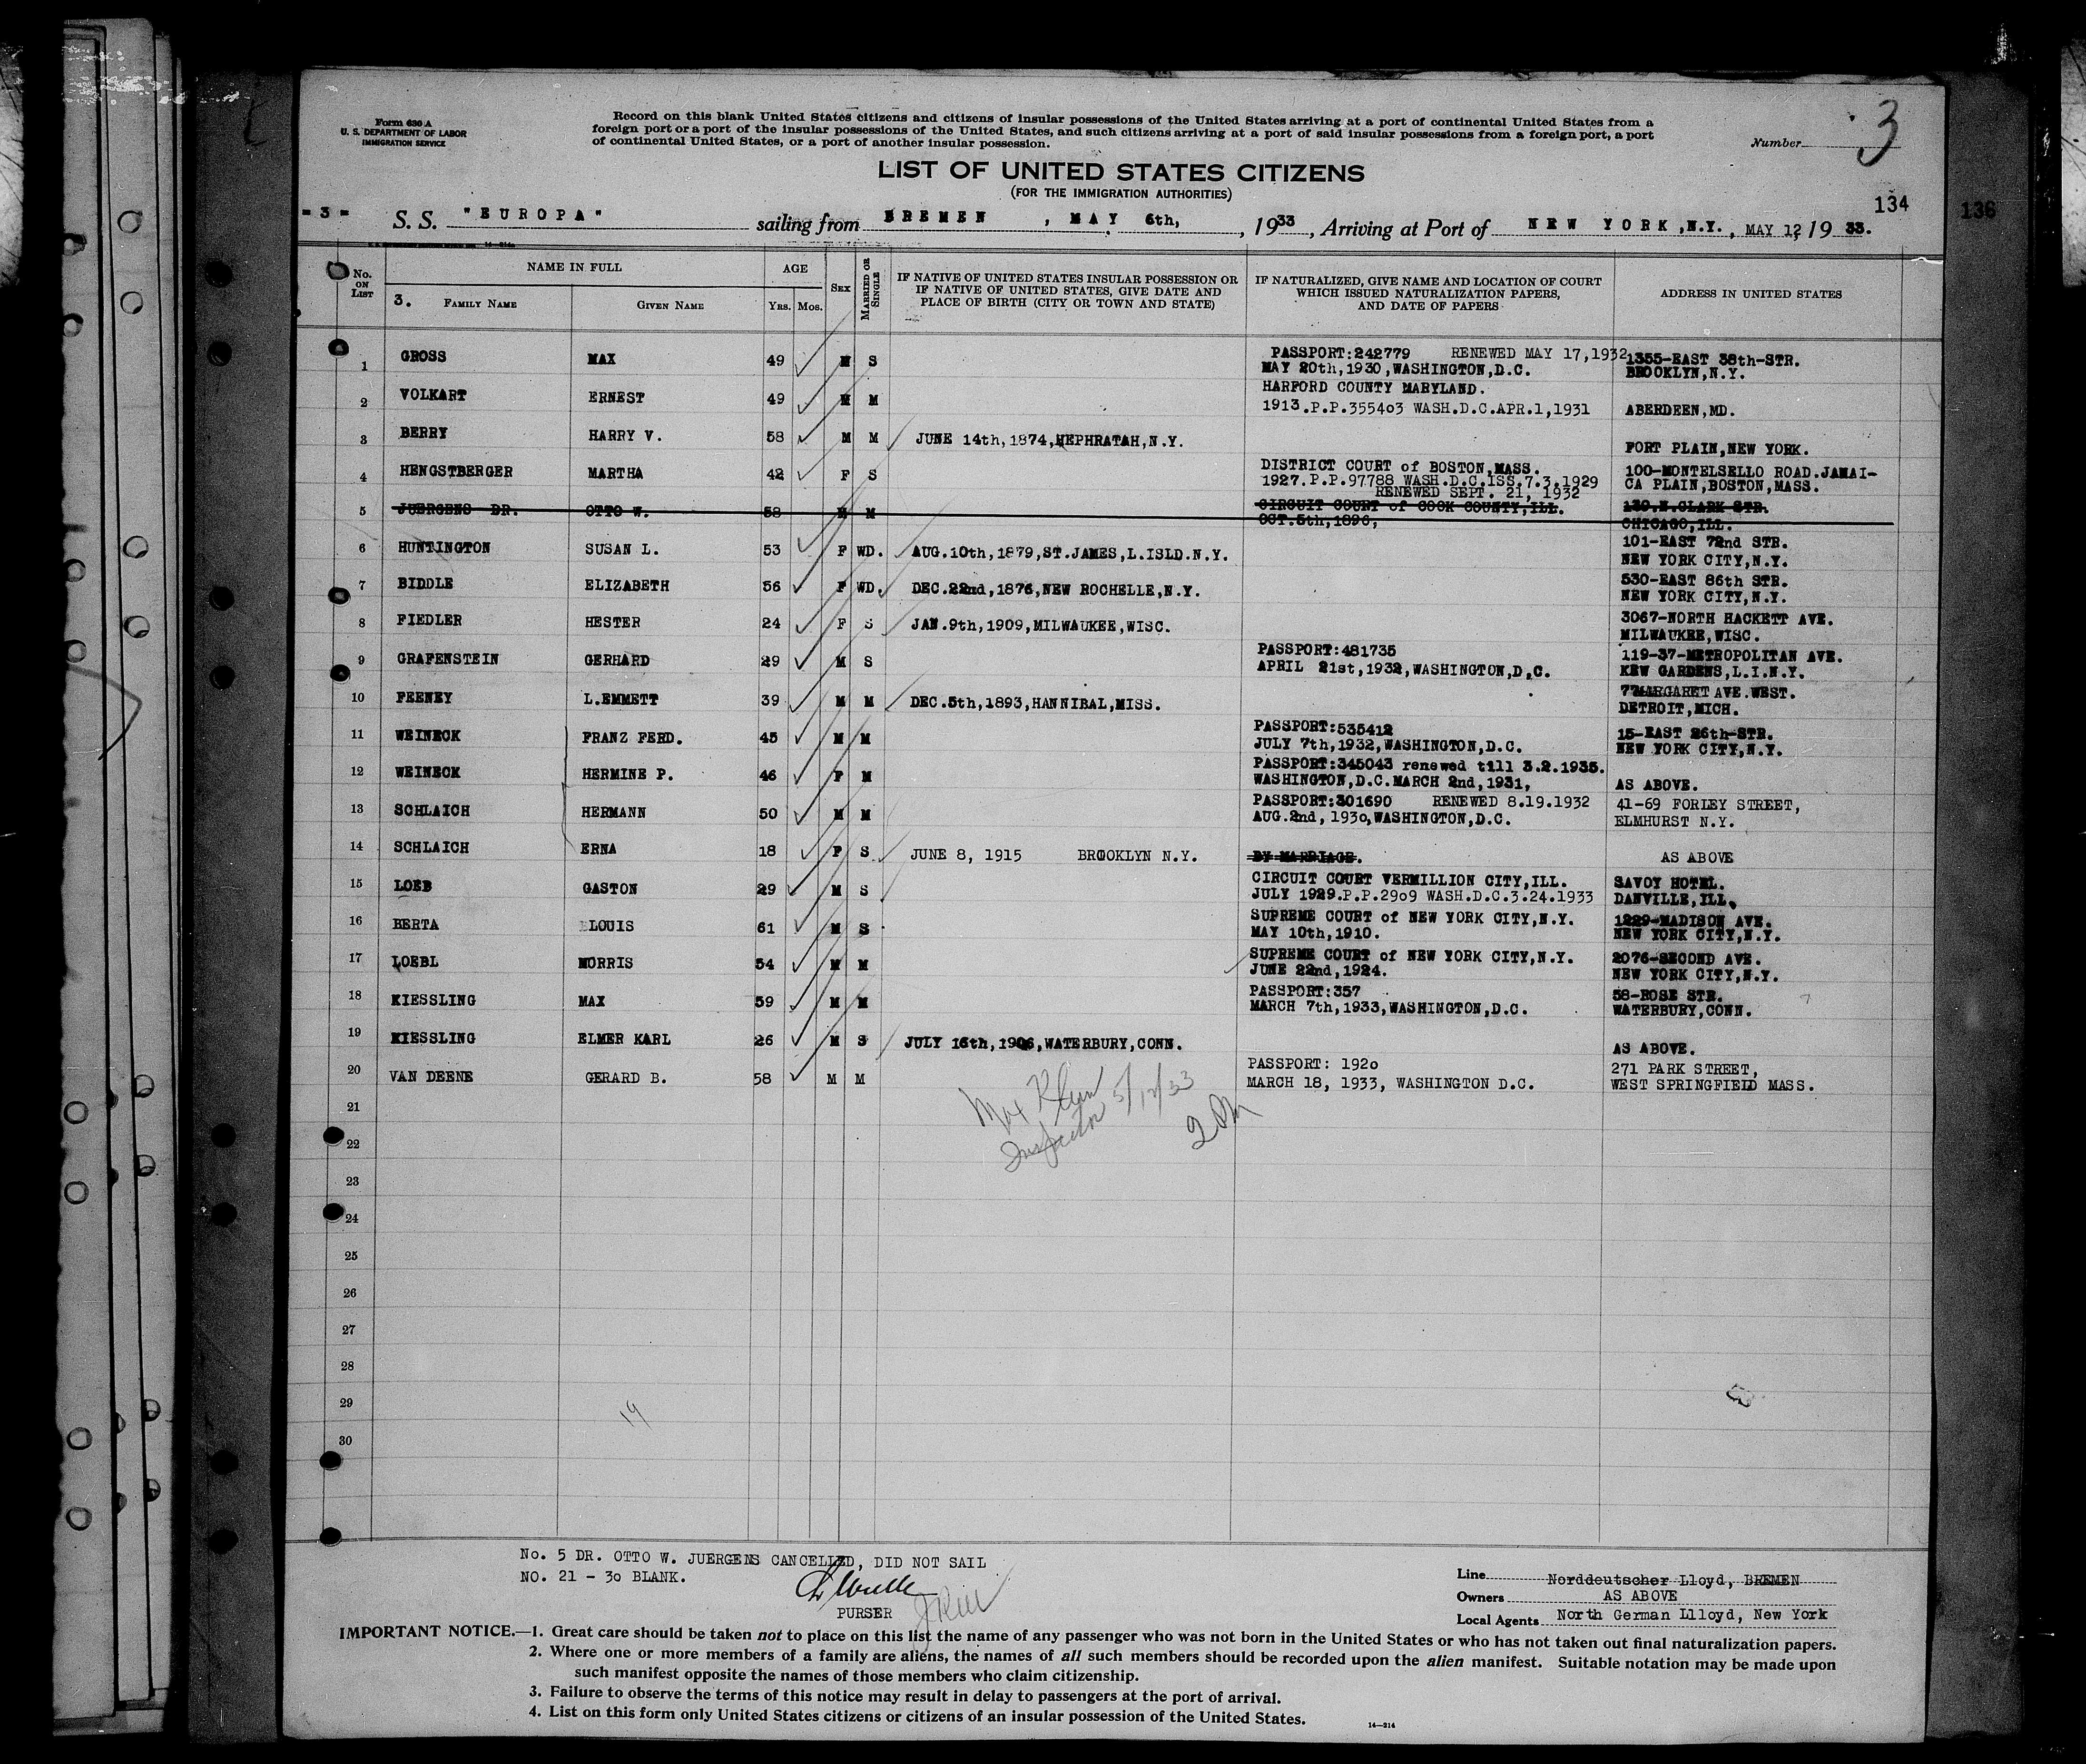 Form 630 A
U. S. DEPARTMENT OF LABOR
IMMIGRATION SERVICE
Record on this blank United States citizens and citizens of insular possessions of the United States arriving at a port of continental United States from a
foreign port or a port of the insular possessions of the United States, and such citizens arriving at a port of said insular possessions from a foreign port, a port
of continental United States, or a port of another insular possession.
Number 3
LIST OF UNITED STATES CITIZENS
(FOR THE IMMIGRATION AUTHORITIES)
134 136
= 3 = S. S. "EUROPA" sailing from BREMEN , MAY 6th, , 1933 , Arriving at Port of NEW YORK,N.Y., MAY 12, 1933.
No. ON LIST NAME IN FULL AGE SEX MARRIED OR SINGLE IF NATIVE OF UNITED STATES INSULAR POSSESSION OR IF NATIVE OF UNITED STATES, GIVE DATE AND PLACE OF BIRTH (CITY OR TOWN AND STATE) IF NATURALIZED, GIVE NAME AND LOCATION OF COURT WHICH ISSUED NATURALIZATION PAPERS, AND DATE OF PAPERS ADDRESS IN UNITED STATES
3. FAMILY NAME GIVEN NAME YRS. MOS.
1 GROSS MAX 49 M S PASSPORT:242779 RENEWED MAY 17,1932 1355-EAST 38th-STR.
MAY 20th,1930,WASHINGTON,D.C. BROOKLYN,N.Y.
2 VOLKART ERNEST 49 M M HARFORD COUNTY MARYLAND.
1913.P.P.355403 WASH.D.C.APR.1,1931 ABERDEEN,MD.
3 BERRY HARRY V. 58 M M JUNE 14th,1874,HEPHRATAH,N.Y. FORT PLAIN,NEW YORK.
4 HENGSTBERGER MARTHA 42 F S DISTRICT COURT of BOSTON,MASS. 100-MONTELSELLO ROAD.JAMAI-
1927.P.P.97788 WASH.D.C.ISS.7.3.1929 CA PLAIN,BOSTON,MASS.
RENEWED SEPT. 21, 1932
5 JUERGENS DR. OTTO W. 58 M M CIRCUIT COURT of COOK COUNTY,ILL. 139.N.CLARK STR.
OCT.5th,1896, CHICAGO,ILL.
6 HUNTINGTON SUSAN L. 53 F WD. AUG.10th,1879,ST.JAMES,L.ISLD.N.Y. 101-EAST 72nd STR.
NEW YORK CITY,N.Y.
7 BIDDLE ELIZABETH 56 F WD. DEC.22nd,1876,NEW ROCHELLE,N.Y. 530-EAST 86th STR.
NEW YORK CITY,N.Y.
8 FIEDLER HESTER 24 F S JAN.9th,1909,MILWAUKEE,WISC. 3067-NORTH HACKETT AVE.
MILWAUKEE,WISC.
9 GRAFENSTEIN GERHARD 29 M S PASSPORT:481735 119-37-METROPOLITAN AVE.
APRIL 21st,1932,WASHINGTON,D,C. KEW GARDENS,L.I.N.Y.
10 FEENEY L.EMMETT 39 M M DEC.5th,1893,HANNIBAL,MISS. 77MARGARET AVE.WEST.
DETROIT,MICH.
11 WEINECK FRANZ FERD. 45 M M PASSPORT:535412 15-EAST 26th-STR.
JULY 7th,1932,WASHINGTON,D.C. NEW YORK CITY,N.Y.
12 WEINECK HERMINE P. 46 F M PASSPORT:345043 renewed till 3.2.1935.
WASHINGTON,D.C.MARCH 2nd,1931, AS ABOVE.
13 SCHLAICH HERMANN 50 M M PASSPORT:301690 RENEWED 8.19.1932 41-69 FORLEY STREET,
AUG.2nd,1930,WASHINGTON,D.C. ELMHURST N.Y.
14 SCHLAICH ERNA 18 F S JUNE 8, 1915 BROOKLYN N.Y. BY MARRIAGE. AS ABOVE
15 LOEB GASTON 29 M S CIRCUIT COURT VERMILLION CITY,ILL. SAVOY HOTEL.
JULY 1929.P.P.2909 WASH.D.C.3.24.1933 DANVILLE,ILL.
16 BERTA LOUIS 61 M S SUPREME COURT of NEW YORK CITY,N.Y. 1229-MADISON AVE.
MAY 10th,1910. NEW YORK CITY,N.Y.
17 LOEBL MORRIS 54 M M SUPREME COURT of NEW YORK CITY,N.Y. 2076-SECOND AVE.
JUNE 22nd,1924. NEW YORK CITY,N.Y.
18 KIESSLING MAX 59 M M PASSPORT:357 58-ROSE STR.
MARCH 7th,1933,WASHINGTON,D.C. WATERBURY,CONN.
19 KIESSLING ELMER KARL 26 M S JULY 16th,1906,WATERBURY,CONN. AS ABOVE.
20 VAN DEENE GERARD B. 58 M M PASSPORT: 1920 271 PARK STREET,
MARCH 18, 1933, WASHINGTON D.C. WEST SPRINGFIELD MASS.
Max Klein 5/12/33
Inspector
21
22
23
24
25
26
27
28
29
30
19
No. 5 DR. OTTO W. JUERGENS CANCELLED, DID NOT SAIL
NO. 21 - 30 BLANK.
PURSER
Line Norddeutscher Lloyd, BREMEN
Owners AS ABOVE
Local Agents North German Llloyd, New York
IMPORTANT NOTICE.—1. Great care should be taken not to place on this list the name of any passenger who was not born in the United States or who has not taken out final naturalization papers.
2. Where one or more members of a family are aliens, the names of all such members should be recorded upon the alien manifest. Suitable notation may be made upon
such manifest opposite the names of those members who claim citizenship.
3. Failure to observe the terms of this notice may result in delay to passengers at the port of arrival.
4. List on this form only United States citizens or citizens of an insular possession of the United States.
14—214